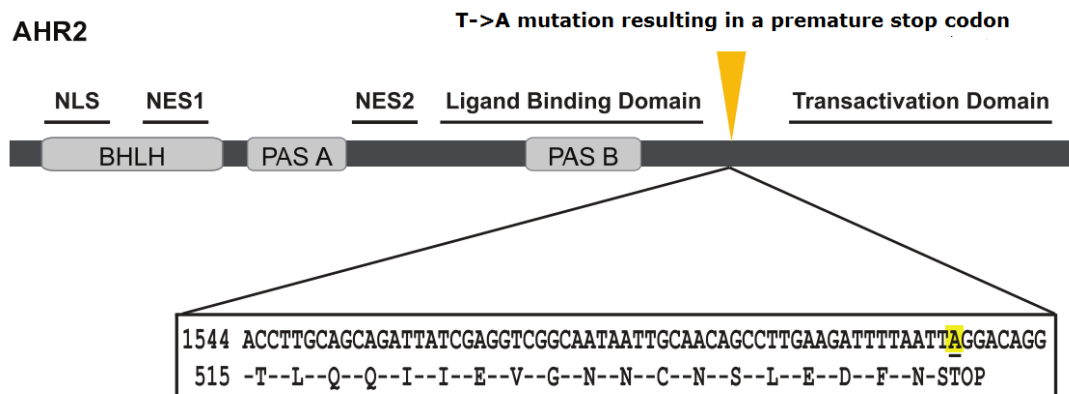 T->A mutation resulting in a premature stop codon
AHR2
NLS NES1 NES2 Ligand Binding Domain Transactivation Domain
BHLH PAS A PAS B
1544 ACCTTGCAGCAGATTATCGAGGTCGGCAATAATTGCAACAGCCTTGAAGATTTTAATTAGGACAGG
515 -T--L--Q--Q--I--I--E--V--G--N--N--C--N--S--L--E--D--F--N-STOP